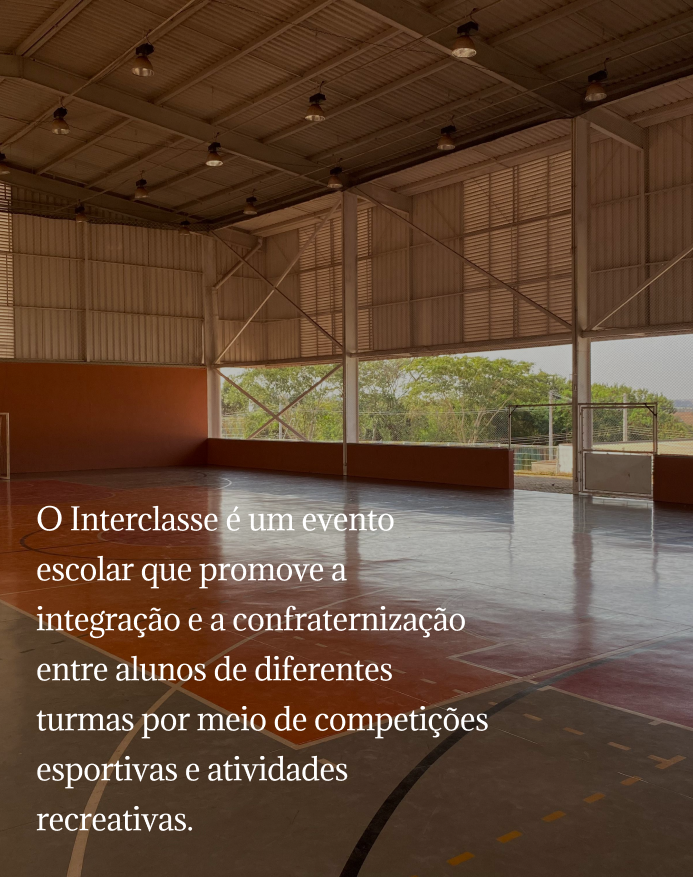 O Interclasse é um evento
escolar que promove a
integração e a confraternização
entre alunos de diferentes
turmas por meio de competições
esportivas e atividades
recreativas.